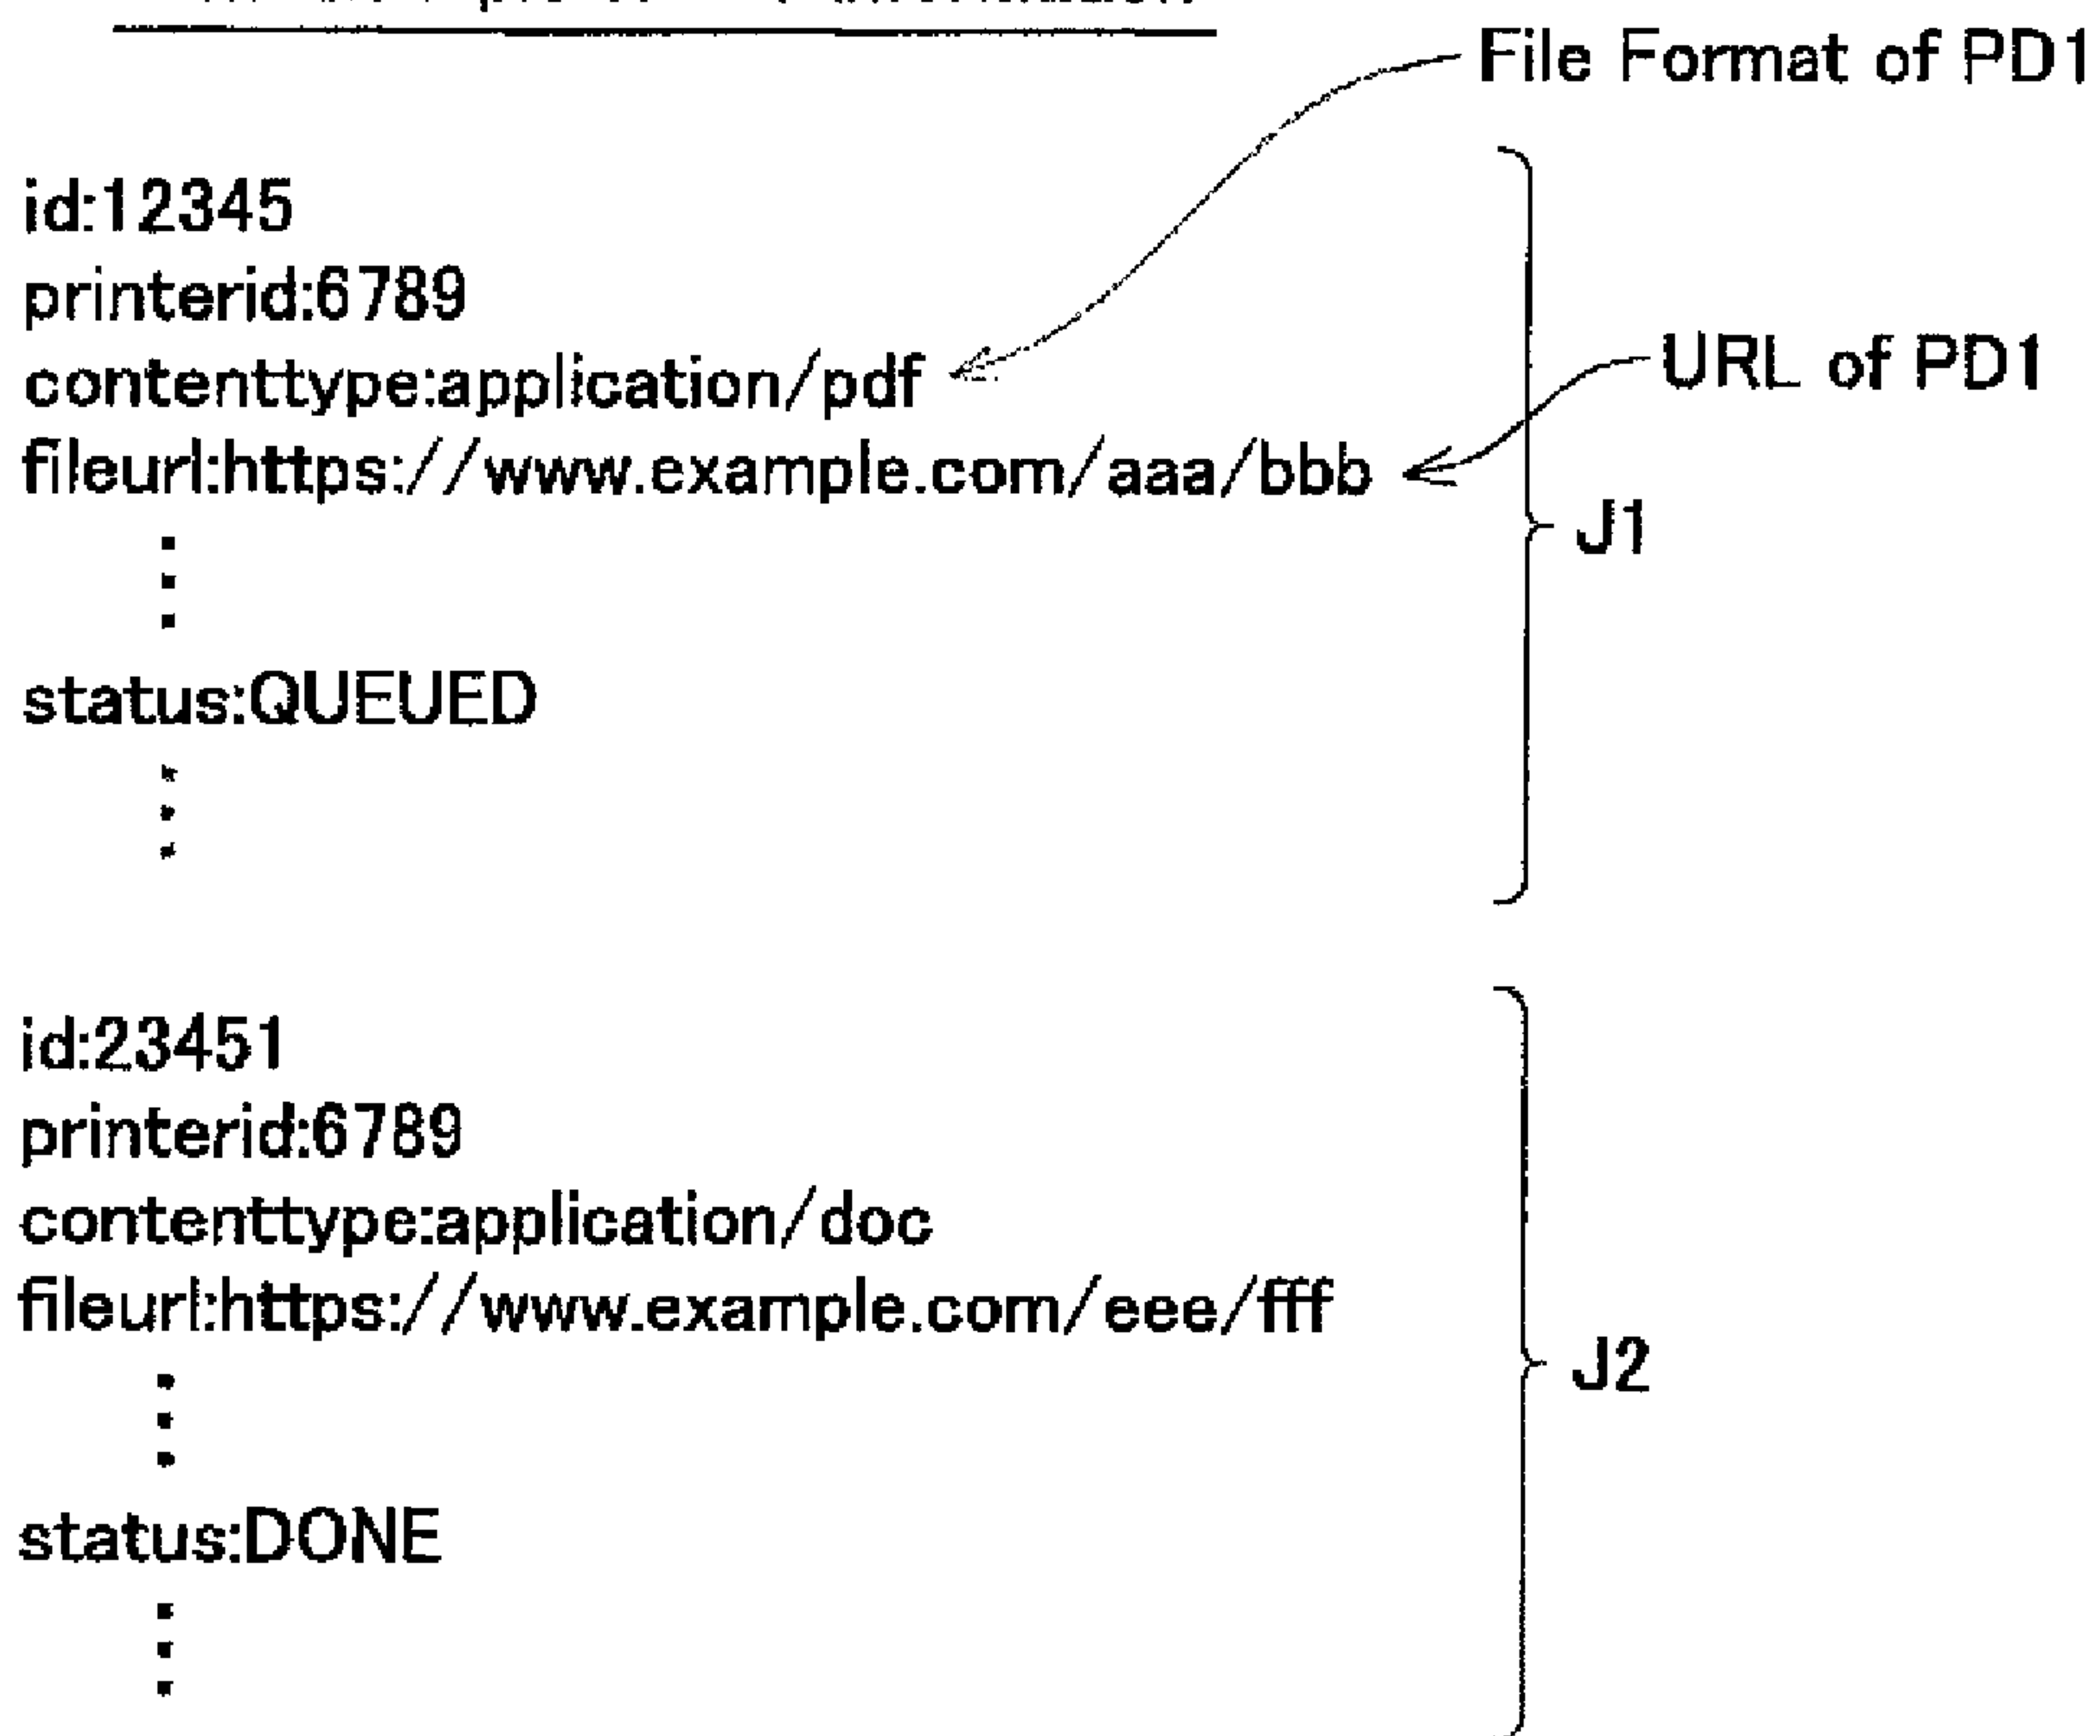 File Format of PD1
id:12345
printerid:6789
contenttype:application/pdf
URL of PD1
fileurl:https://www.example.com/aaa/bbb
J1
status:QUEUED
id:23451
printerid:6789
contenttype:application/doc
fileurl:https://www.example.com/eee/fff
J2
status:DONE